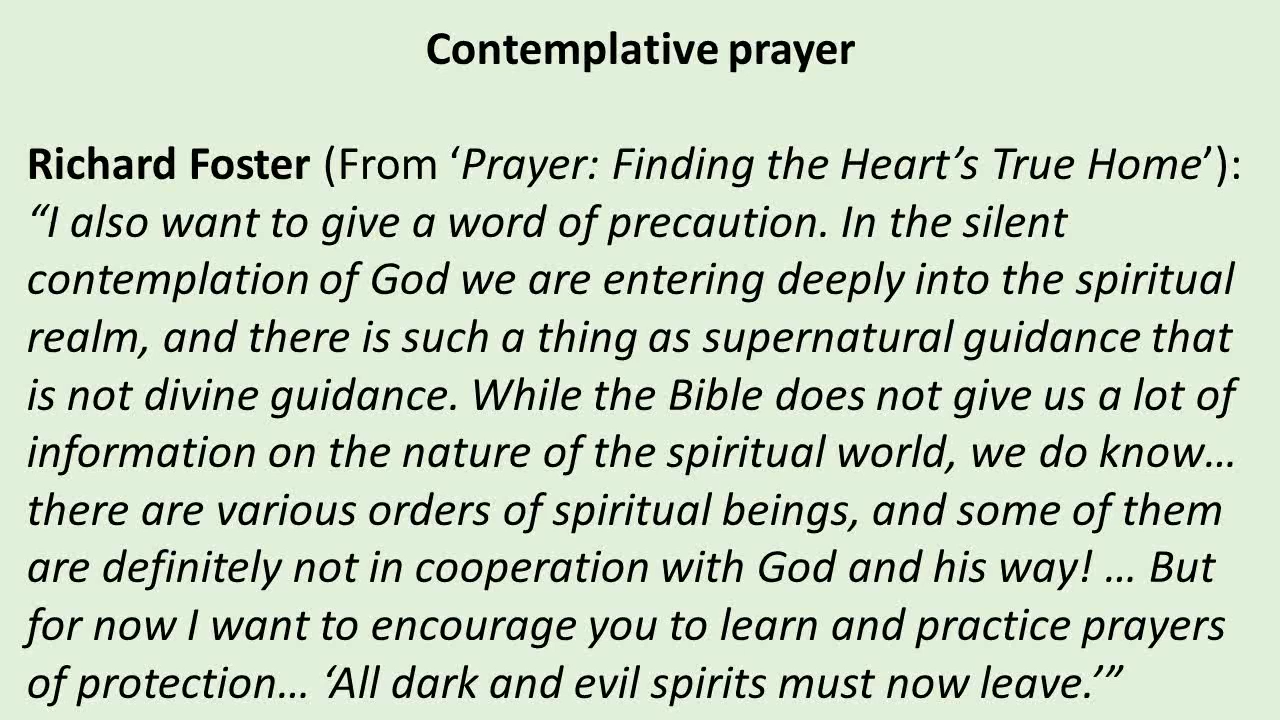 Contemplative prayer
Richard Foster (From ‘Prayer: Finding the Heart’s True Home’):
“I also want to give a word of precaution. In the silent
contemplation of God we are entering deeply into the spiritual
realm, and there is such a thing as supernatural guidance that
is not divine guidance. While the Bible does not give us a lot of
information on the nature of the spiritual world, we do know…
there are various orders of spiritual beings, and some of them
are definitely not in cooperation with God and his way! … But
for now I want to encourage you to learn and practice prayers
of protection… ‘All dark and evil spirits must now leave.’”